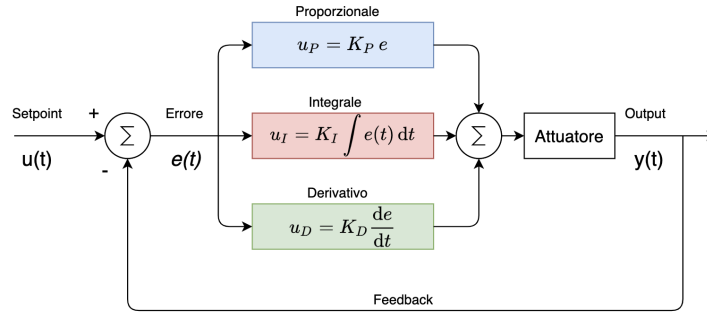 Proporzionale
u_P = K_P e
Setpoint
+
Errore
Integrale
Output
∑
u_I = K_I ∫ e(t) dt
∑
Attuatore
u(t)
-
e(t)
y(t)
Derivativo
u_D = K_D de/dt
Feedback